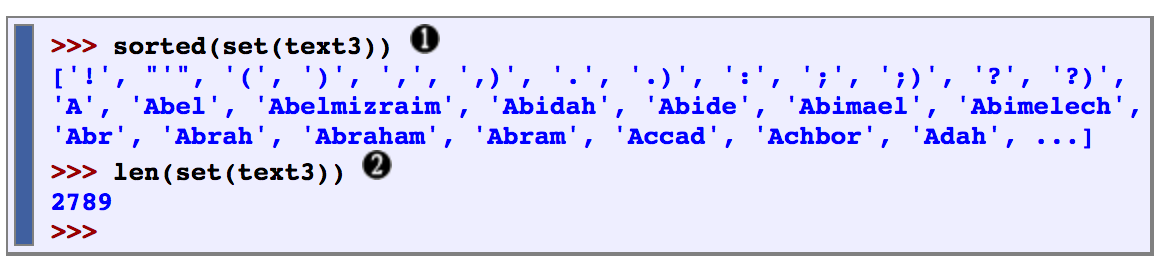 >>> sorted(set(text3)) ❶
['!', "'", '(', ')', ',', ',)', '.', '.)', ':', ';', ';)', '?', '?)',
'A', 'Abel', 'Abelmizraim', 'Abidah', 'Abide', 'Abimael', 'Abimelech',
'Abr', 'Abrah', 'Abraham', 'Abram', 'Accad', 'Achbor', 'Adah', ...]
>>> len(set(text3)) ❷
2789
>>>